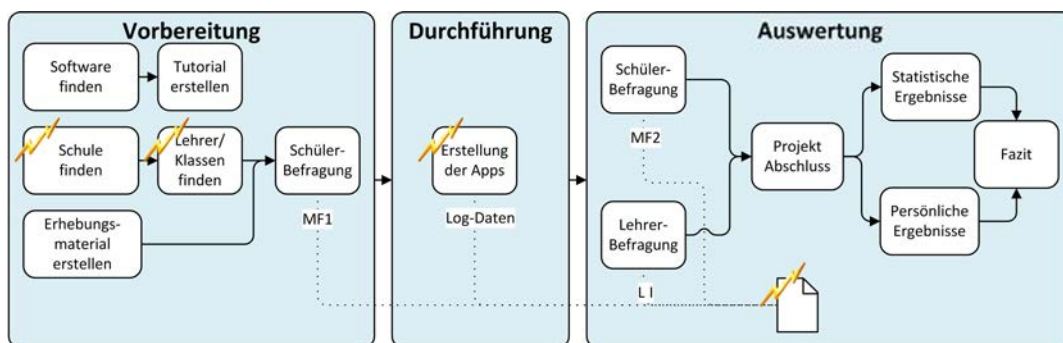 Vorbereitung
Software
finden
Tutorial
erstellen
Schule
finden
Lehrer/
Klassen
finden
Schüler-
Befragung
MF1
Erhebungs-
material
erstellen
Durchführung
Erstellung
der Apps
Log-Daten
Auswertung
Schüler-
Befragung
MF2
Lehrer-
Befragung
L I
Projekt
Abschluss
Statistische
Ergebnisse
Persönliche
Ergebnisse
Fazit